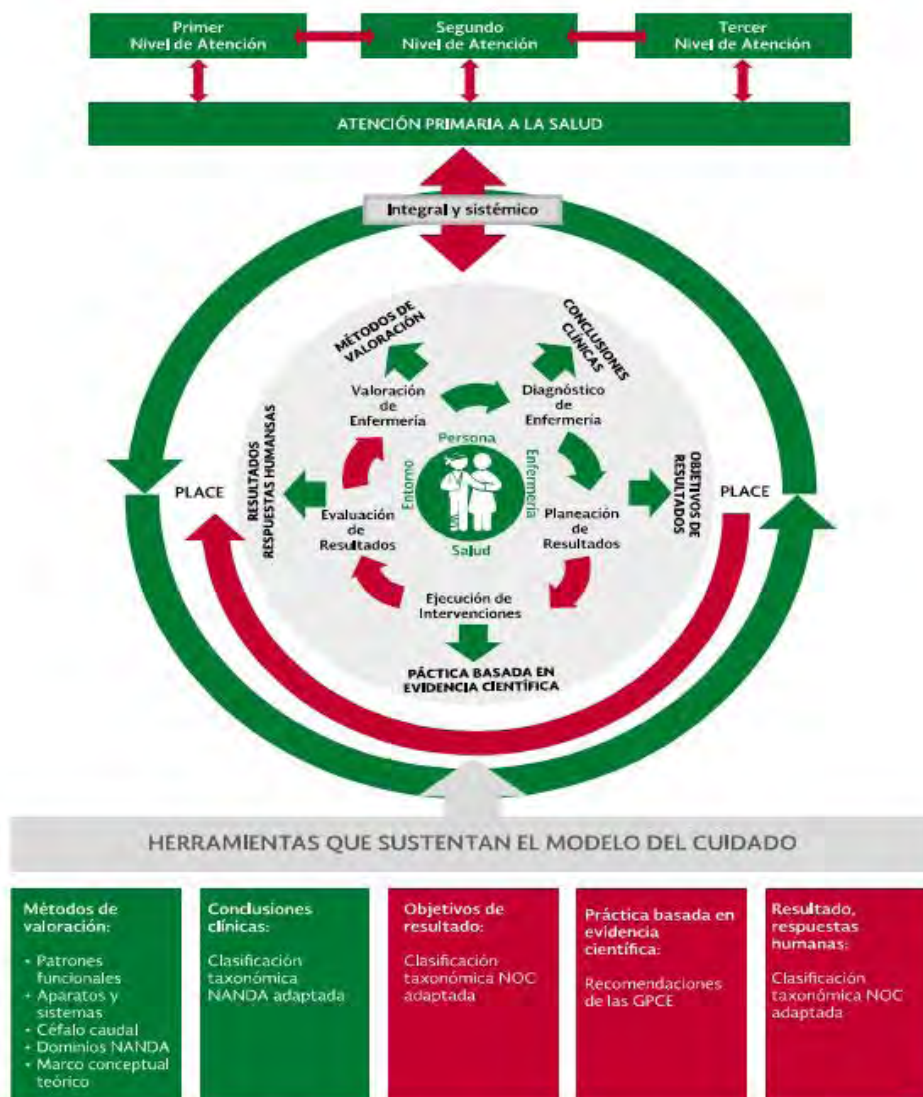 Primer
Nivel de Atención
Segundo
Nivel de Atención
Tercer
Nivel de Atención
ATENCIÓN PRIMARIA A LA SALUD
Integral y sistémico
MÉTODOS DE
VALORACIÓN
CONCLUSIONES
CLÍNICAS
Valoración
de
Enfermería
Diagnóstico
de
Enfermería
Persona
Entorno
Enfermería
Salud
RESULTADOS
RESPUESTAS HUMANSAS
OBJETIVOS DE
RESULTADOS
PLACE
PLACE
Evaluación
de
Resultados
Planeación
de
Resultados
Ejecución de
Intervenciones
PÁCTICA BASADA EN
EVIDENCIA CIENTÍFICA
HERRAMIENTAS QUE SUSTENTAN EL MODELO DEL CUIDADO
Métodos de
valoración:
• Patrones
funcionales
• Aparatos y
sistemas
• Céfalo caudal
• Dominios NANDA
• Marco conceptual
teórico
Conclusiones
clínicas:
Clasificación
taxonómica
NANDA adaptada
Objetivos de
resultado:
Clasificación
taxonómica NOC
adaptada
Práctica basada en
evidencia
científica:
Recomendaciones
de las GPCE
Resultado,
respuestas
humanas:
Clasificación
taxonómica NOC
adaptada